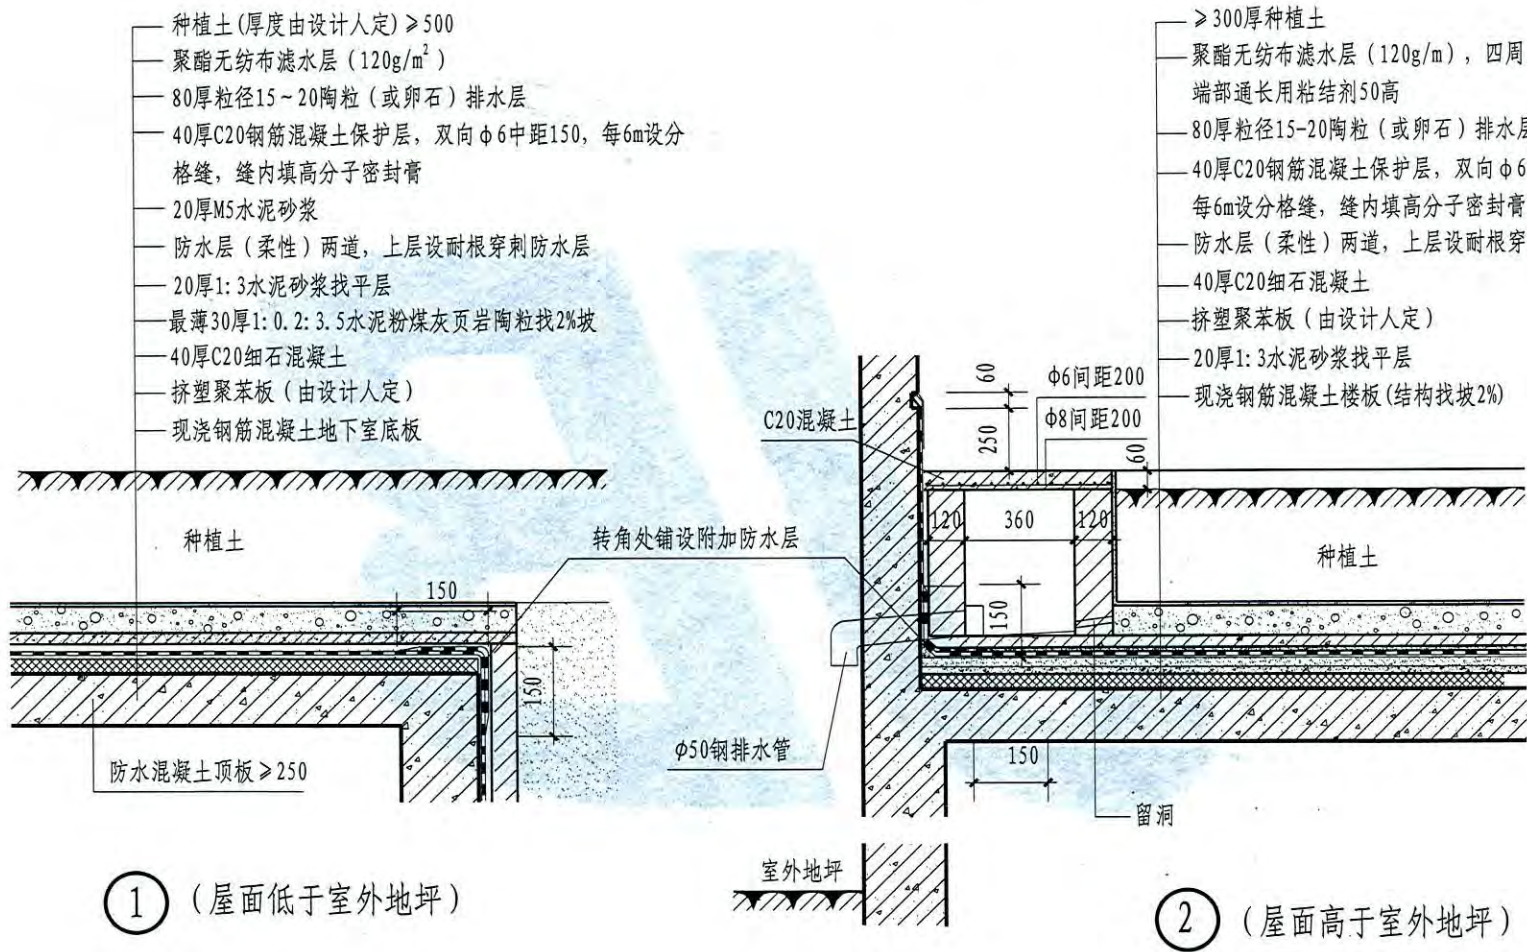 种植土(厚度由设计人定)≥500
聚酯无纺布滤水层（120g/m²）
80厚粒径15~20陶粒（或卵石）排水层
40厚C20钢筋混凝土保护层，双向φ6中距150，每6m设分
格缝，缝内填高分子密封膏
20厚M5水泥砂浆
防水层（柔性）两道，上层设耐根穿刺防水层
20厚1:3水泥砂浆找平层
最薄30厚1:0.2:3.5水泥粉煤灰页岩陶粒找2%坡
40厚C20细石混凝土
挤塑聚苯板（由设计人定）
现浇钢筋混凝土地下室底板
种植土
150
150
防水混凝土顶板≥250
转角处铺设附加防水层
1
（屋面低于室外地坪）
≥300厚种植土
聚酯无纺布滤水层（120g/m），四周
端部通长用粘结剂50高
80厚粒径15-20陶粒（或卵石）排水层
40厚C20钢筋混凝土保护层，双向φ6
每6m设分格缝，缝内填高分子密封膏
防水层（柔性）两道，上层设耐根穿
40厚C20细石混凝土
挤塑聚苯板（由设计人定）
20厚1:3水泥砂浆找平层
现浇钢筋混凝土楼板(结构找坡2%)
60
φ6间距200
C20混凝土
250
φ8间距200
60
120
360
120
种植土
150
φ50钢排水管
150
留洞
室外地坪
2
（屋面高于室外地坪）